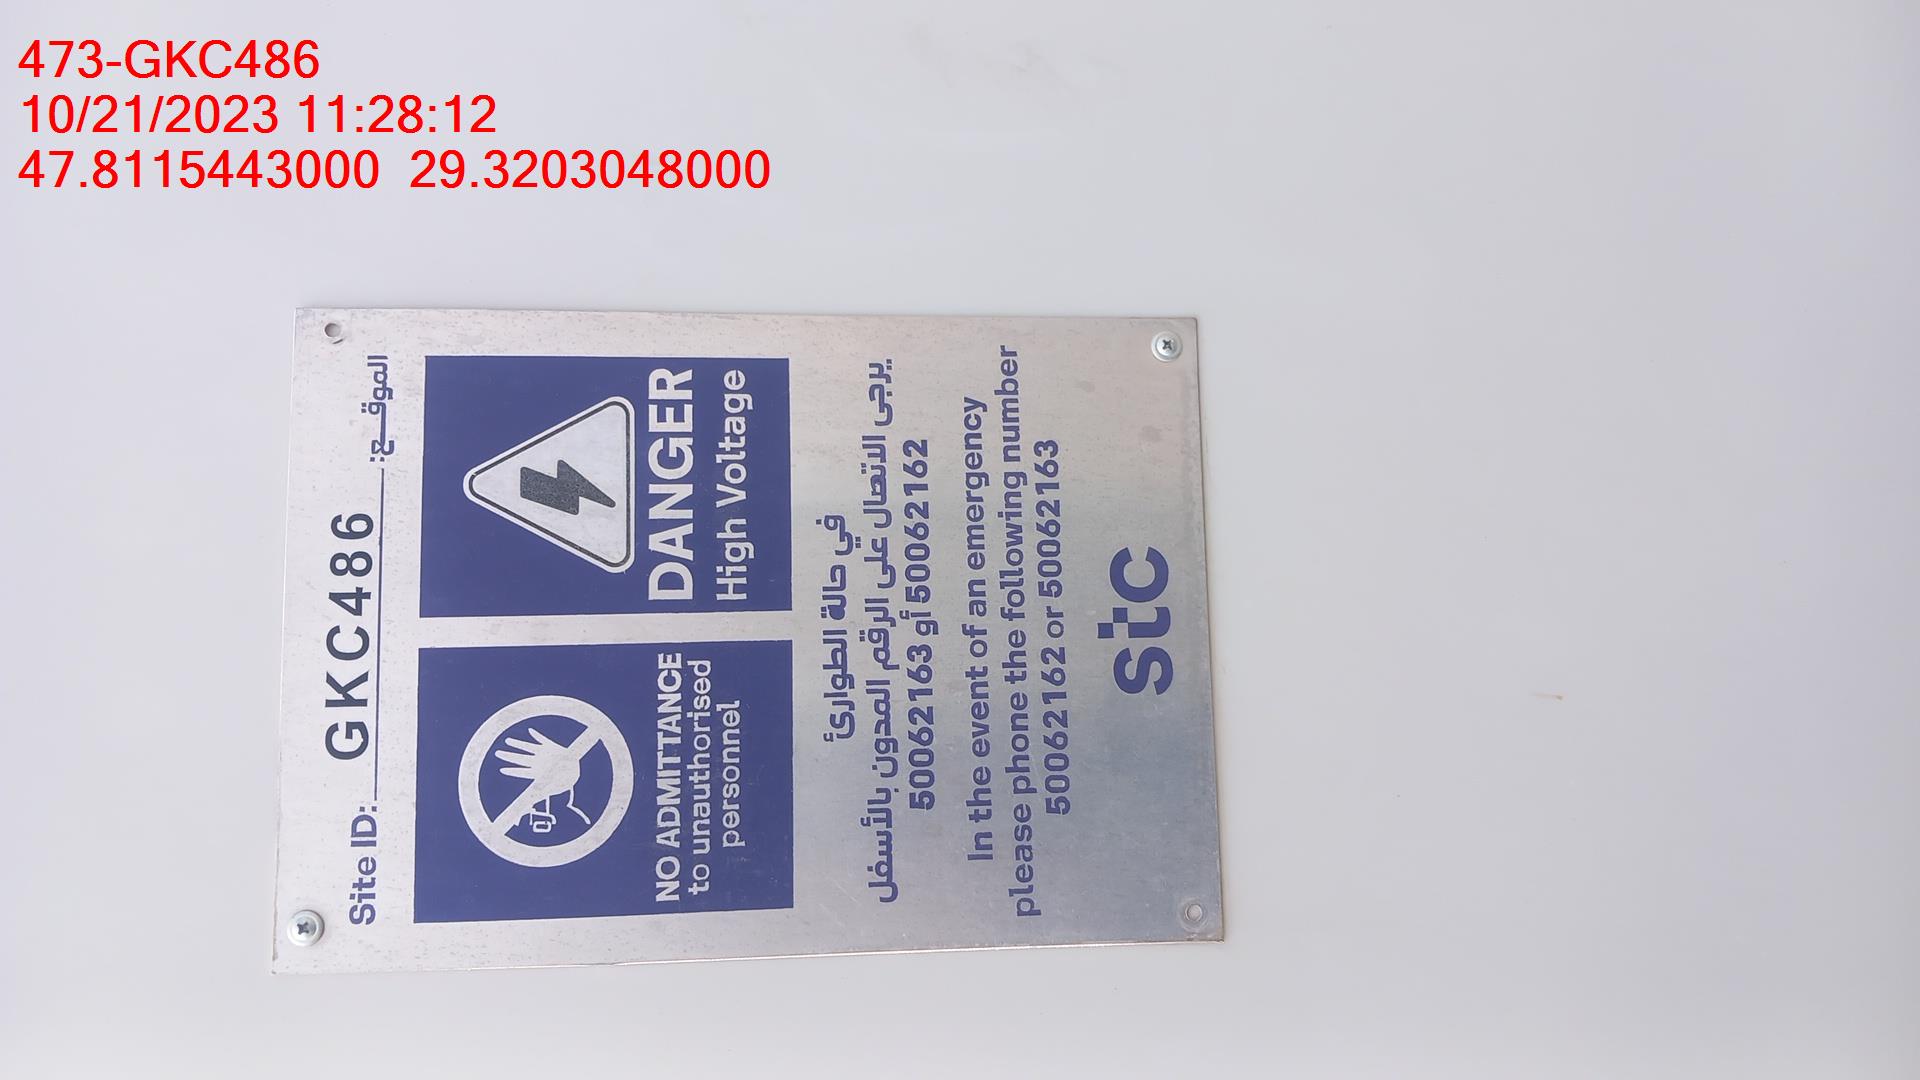 473-GKC486
10/21/2023 11:28:12
47.8115443000 29.3203048000
Site ID: GKC486 الموقـــع:
NO ADMITTANCE
to unauthorised
personnel
DANGER
High Voltage
في حالة الطوارئ
يرجى الاتصال على الرقم المدون بالأسفل
50062163 أو 50062162
In the event of an emergency
please phone the following number
50062162 or 50062163
stc